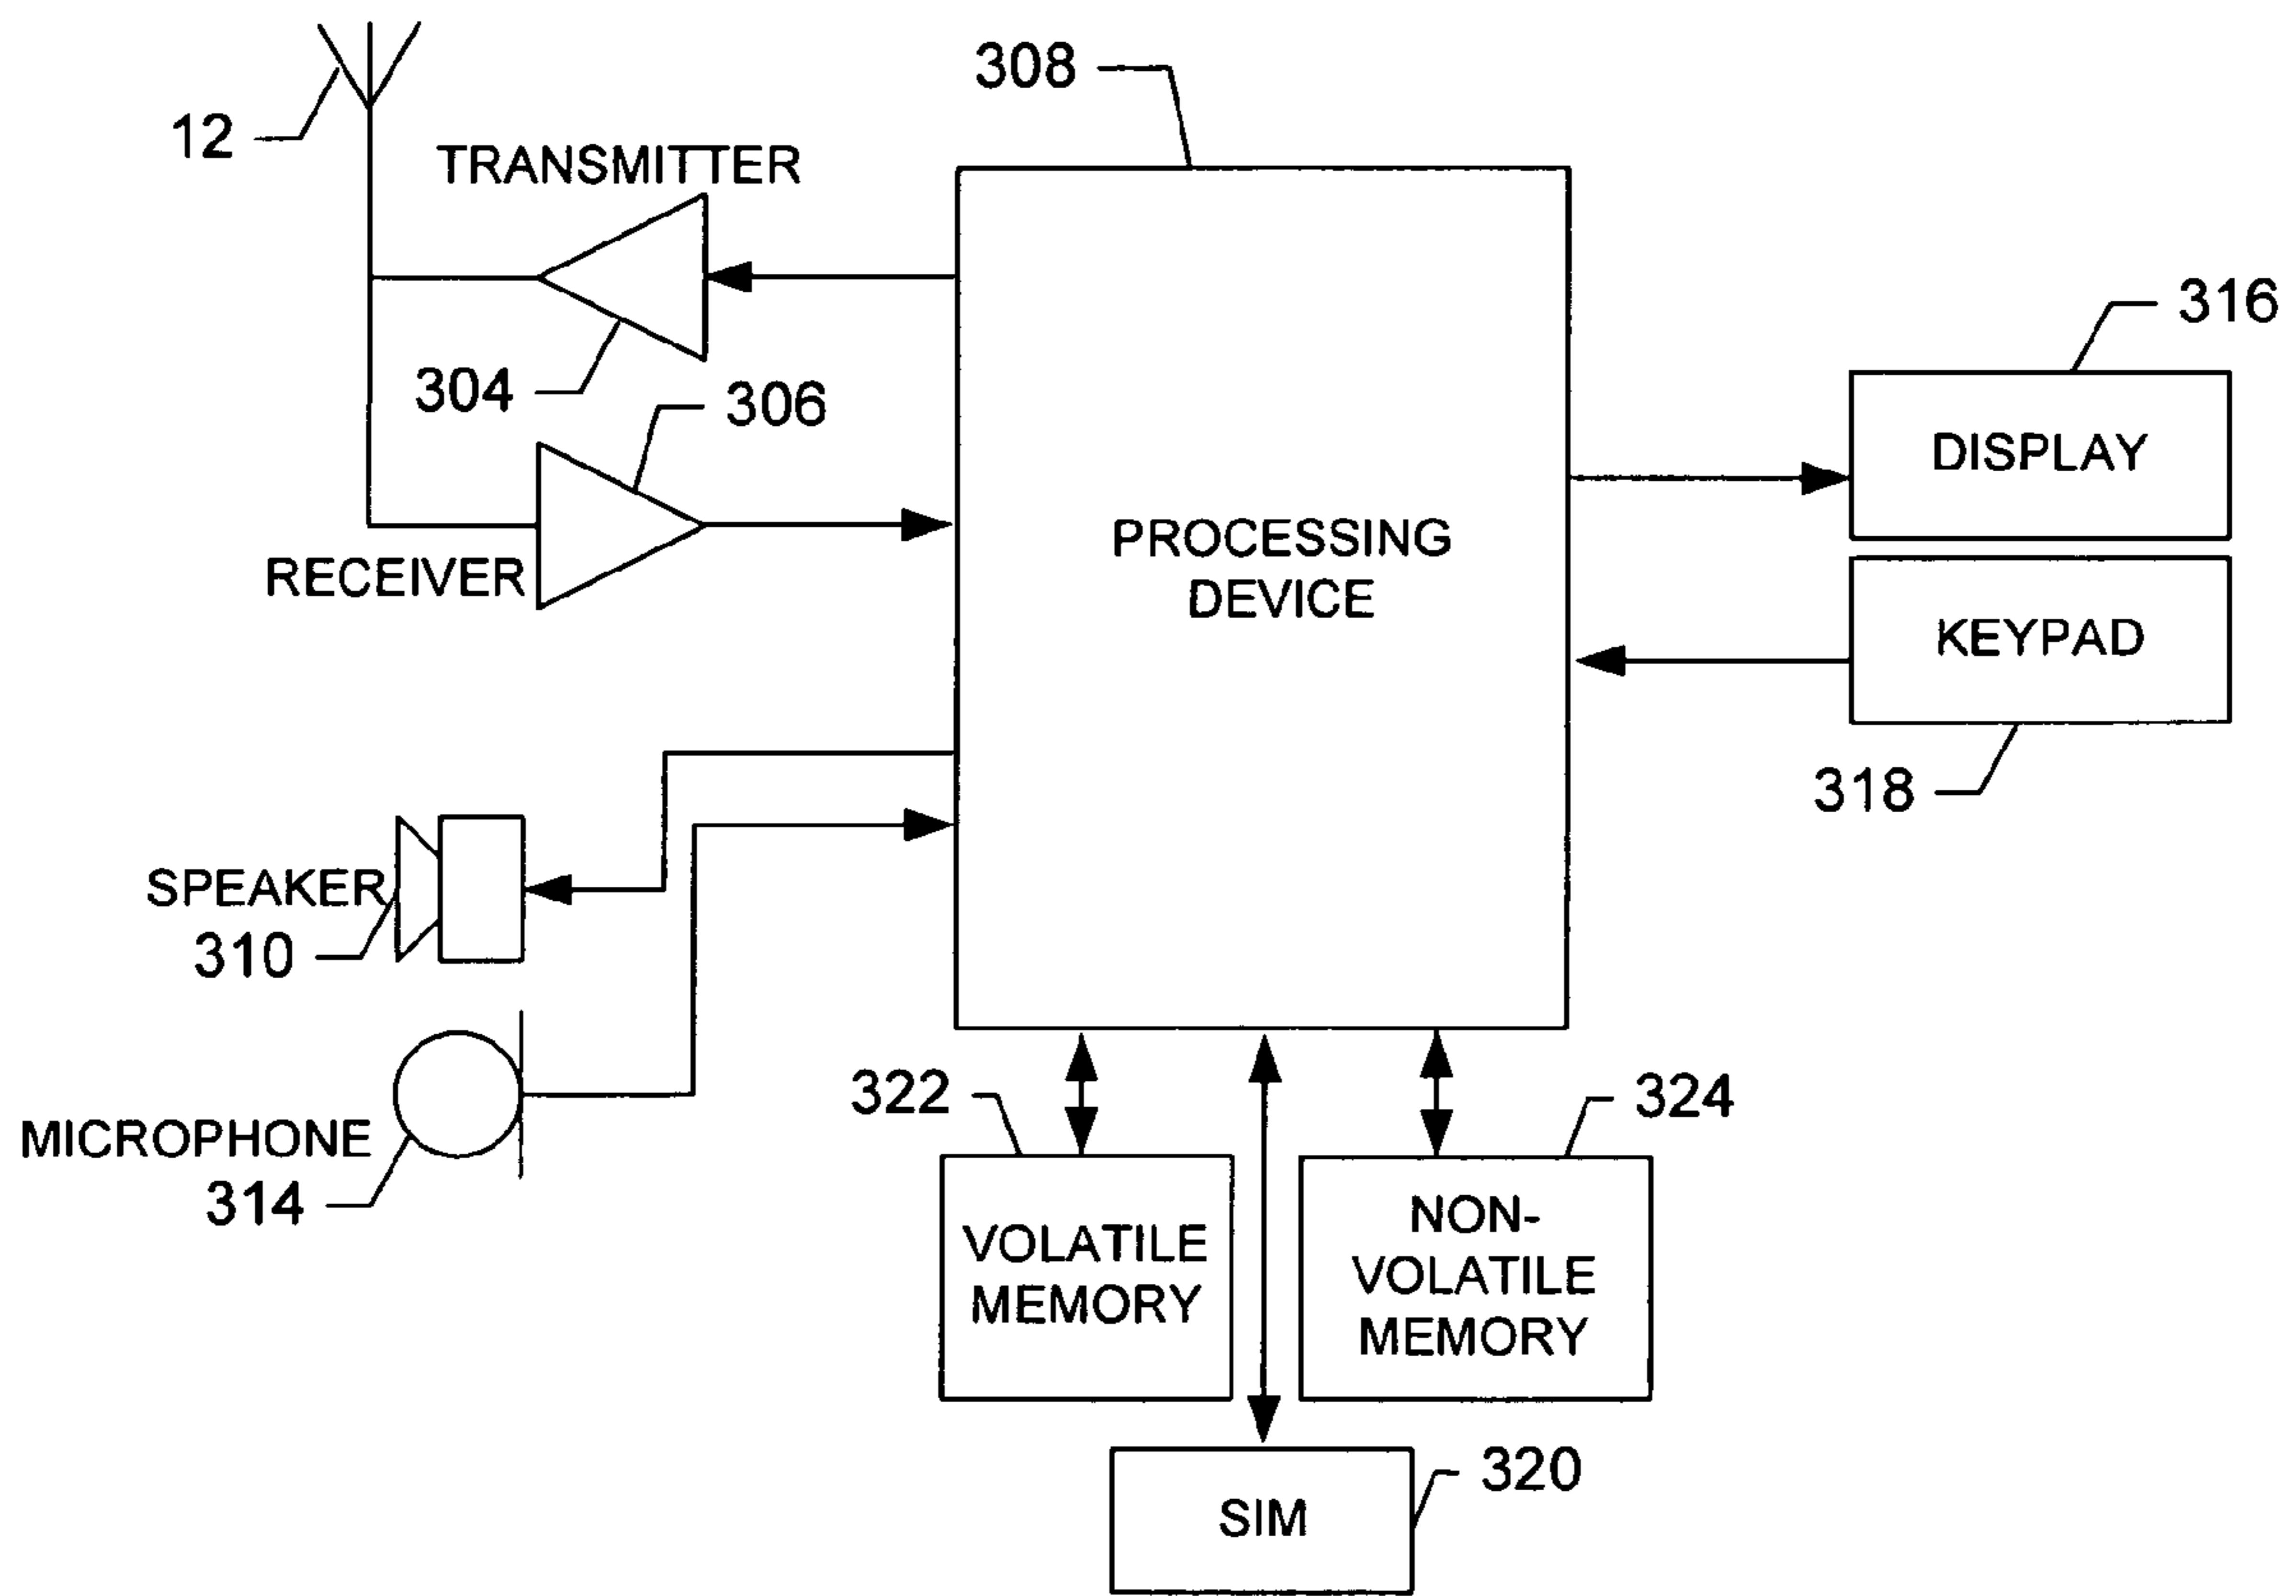 308
12
TRANSMITTER
316
304
306
DISPLAY
PROCESSING
DEVICE
RECEIVER
KEYPAD
318
SPEAKER
310
322
324
MICROPHONE
314
VOLATILE
MEMORY
NON-
VOLATILE
MEMORY
320
SIM